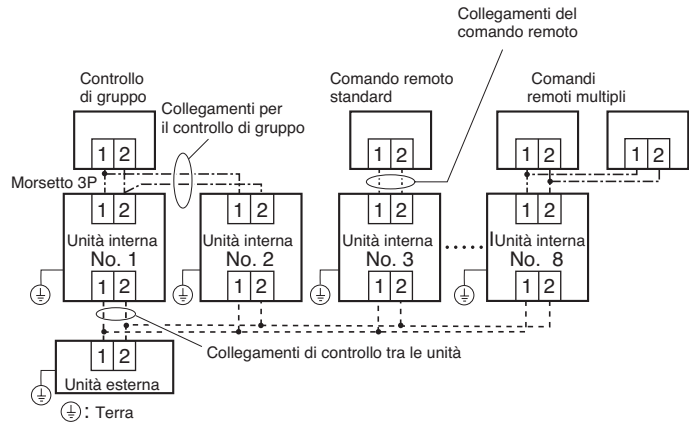 Collegamenti del
comando remoto
Controllo
di gruppo
Collegamenti per
il controllo di gruppo
Comando remoto
standard
Comandi
remoti multipli
1 2
1 2
1 2
1 2
Morsetto 3P
1 2
1 2
1 2
1 2
Unità interna
No. 1
Unità interna
No. 2
Unità interna
No. 3
Unità interna
No. 8
1 2
1 2
1 2
1 2
1 2
Collegamenti di controllo tra le unità
Unità esterna
: Terra